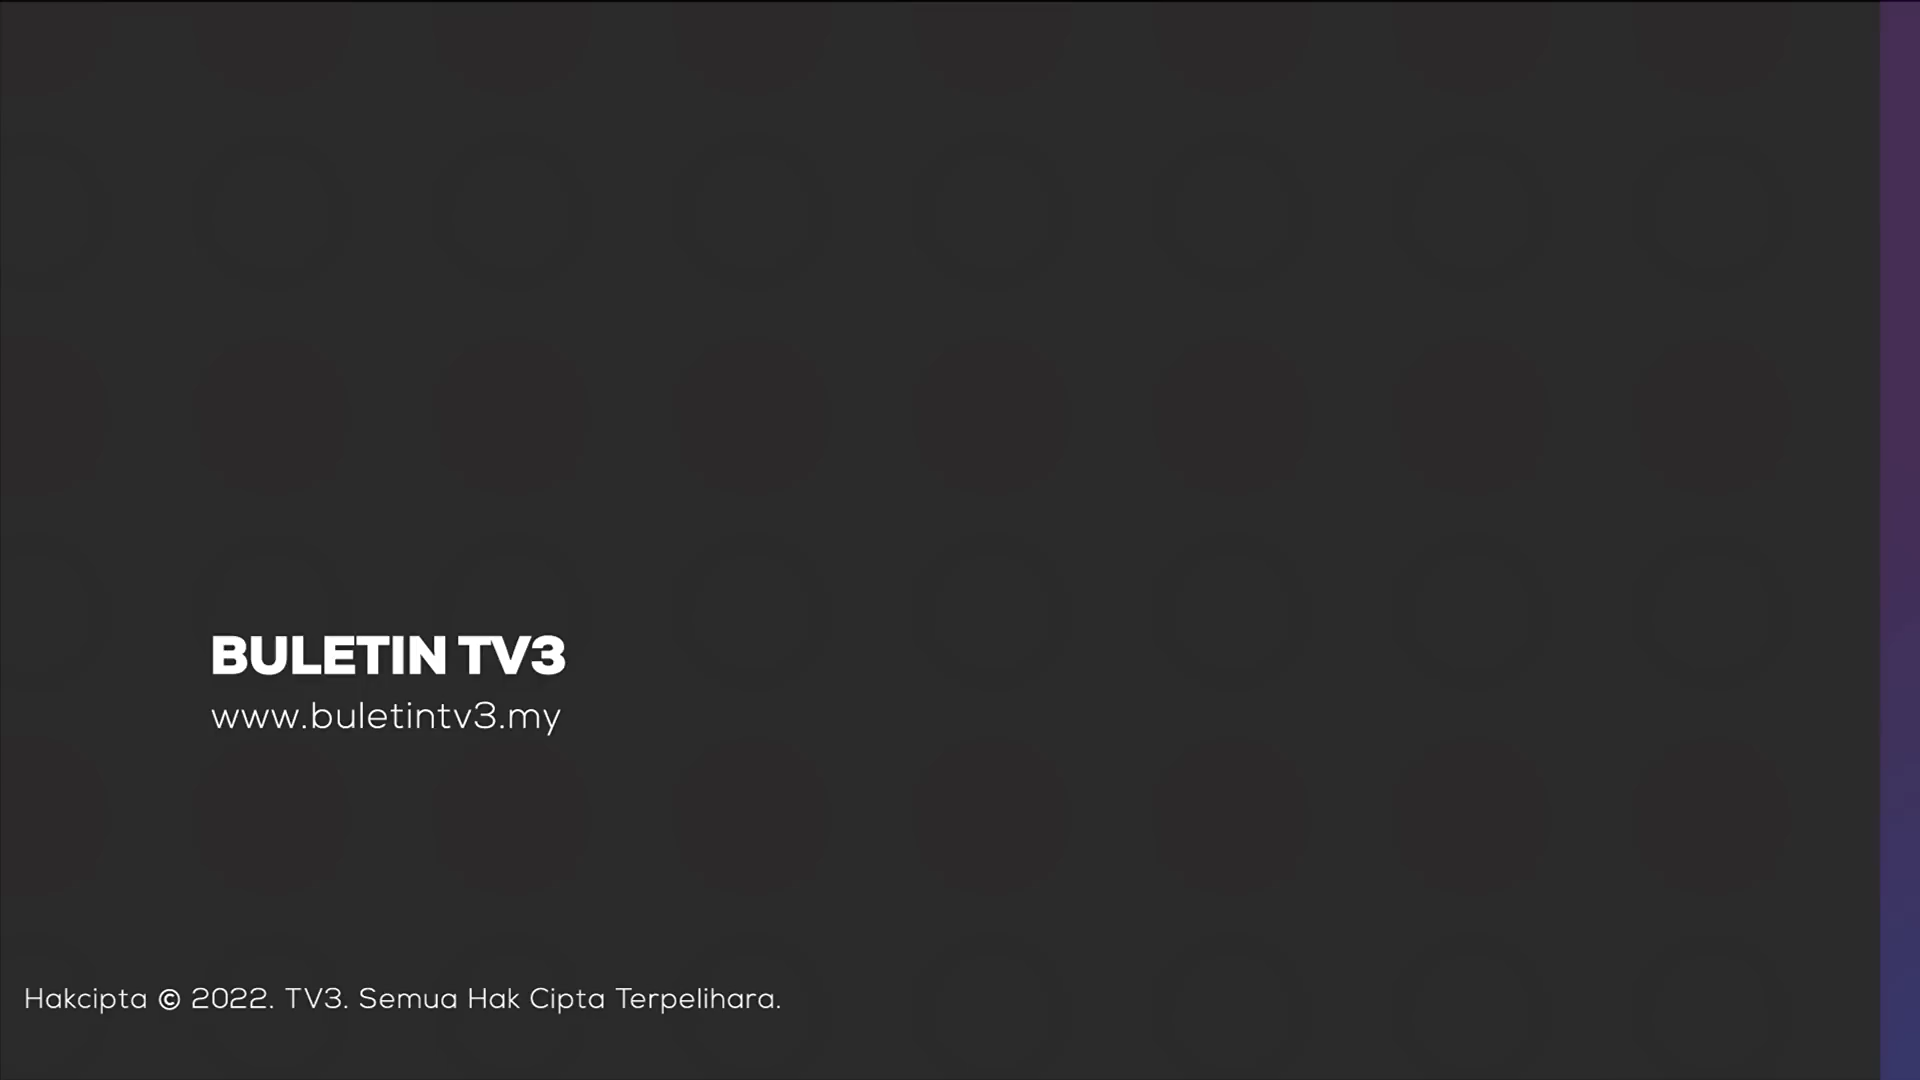 BULETIN TV3
www.buletintv3.my
Hakcipta © 2022. TV3. Semua Hak Cipta Terpelihara.